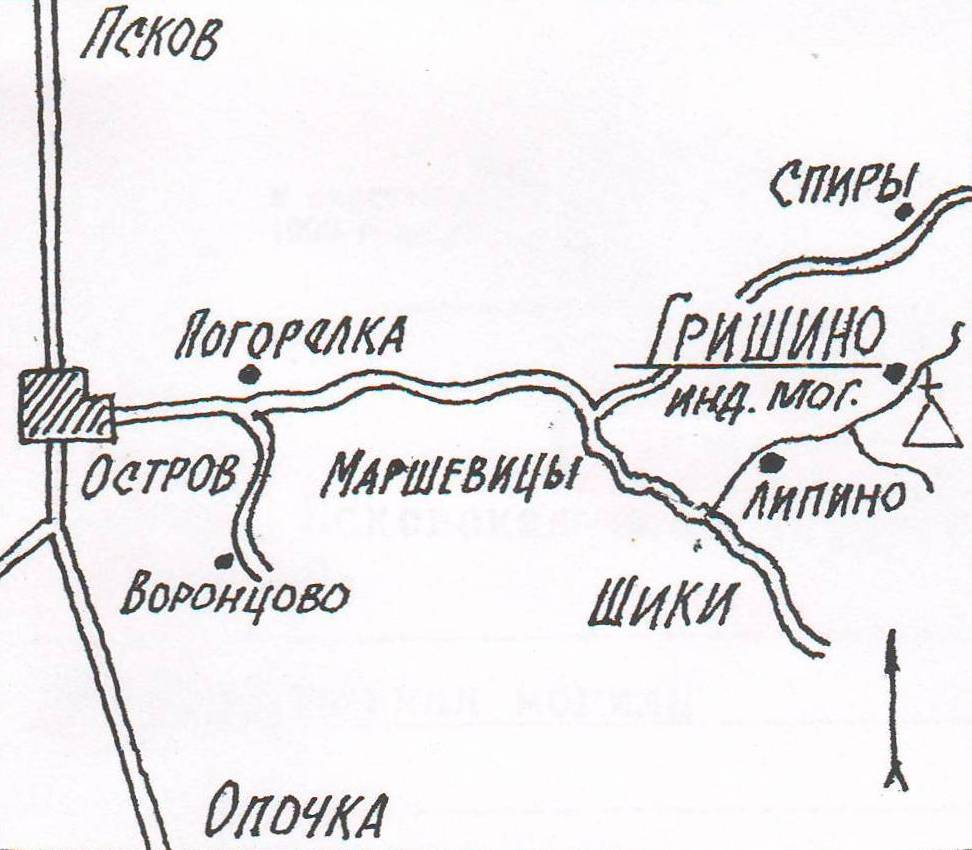 Псков
Спиры
Погорелка
Гришино
инд. мог.
Остров
Маршевицы
Липино
Воронцово
Шики
Опочка